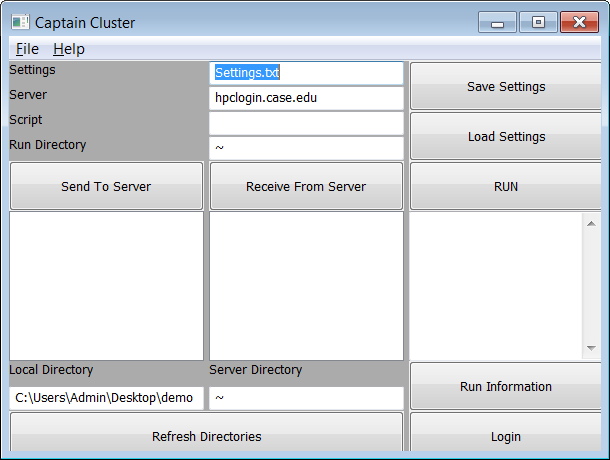 Captain Cluster
File Help
Settings
Settings.txt
Save Settings
Server
hpclogin.case.edu
Script
Load Settings
Run Directory
~
Send To Server
Receive From Server
RUN
Local Directory
Server Directory
Run Information
C:\Users\Admin\Desktop\demo
~
Refresh Directories
Login